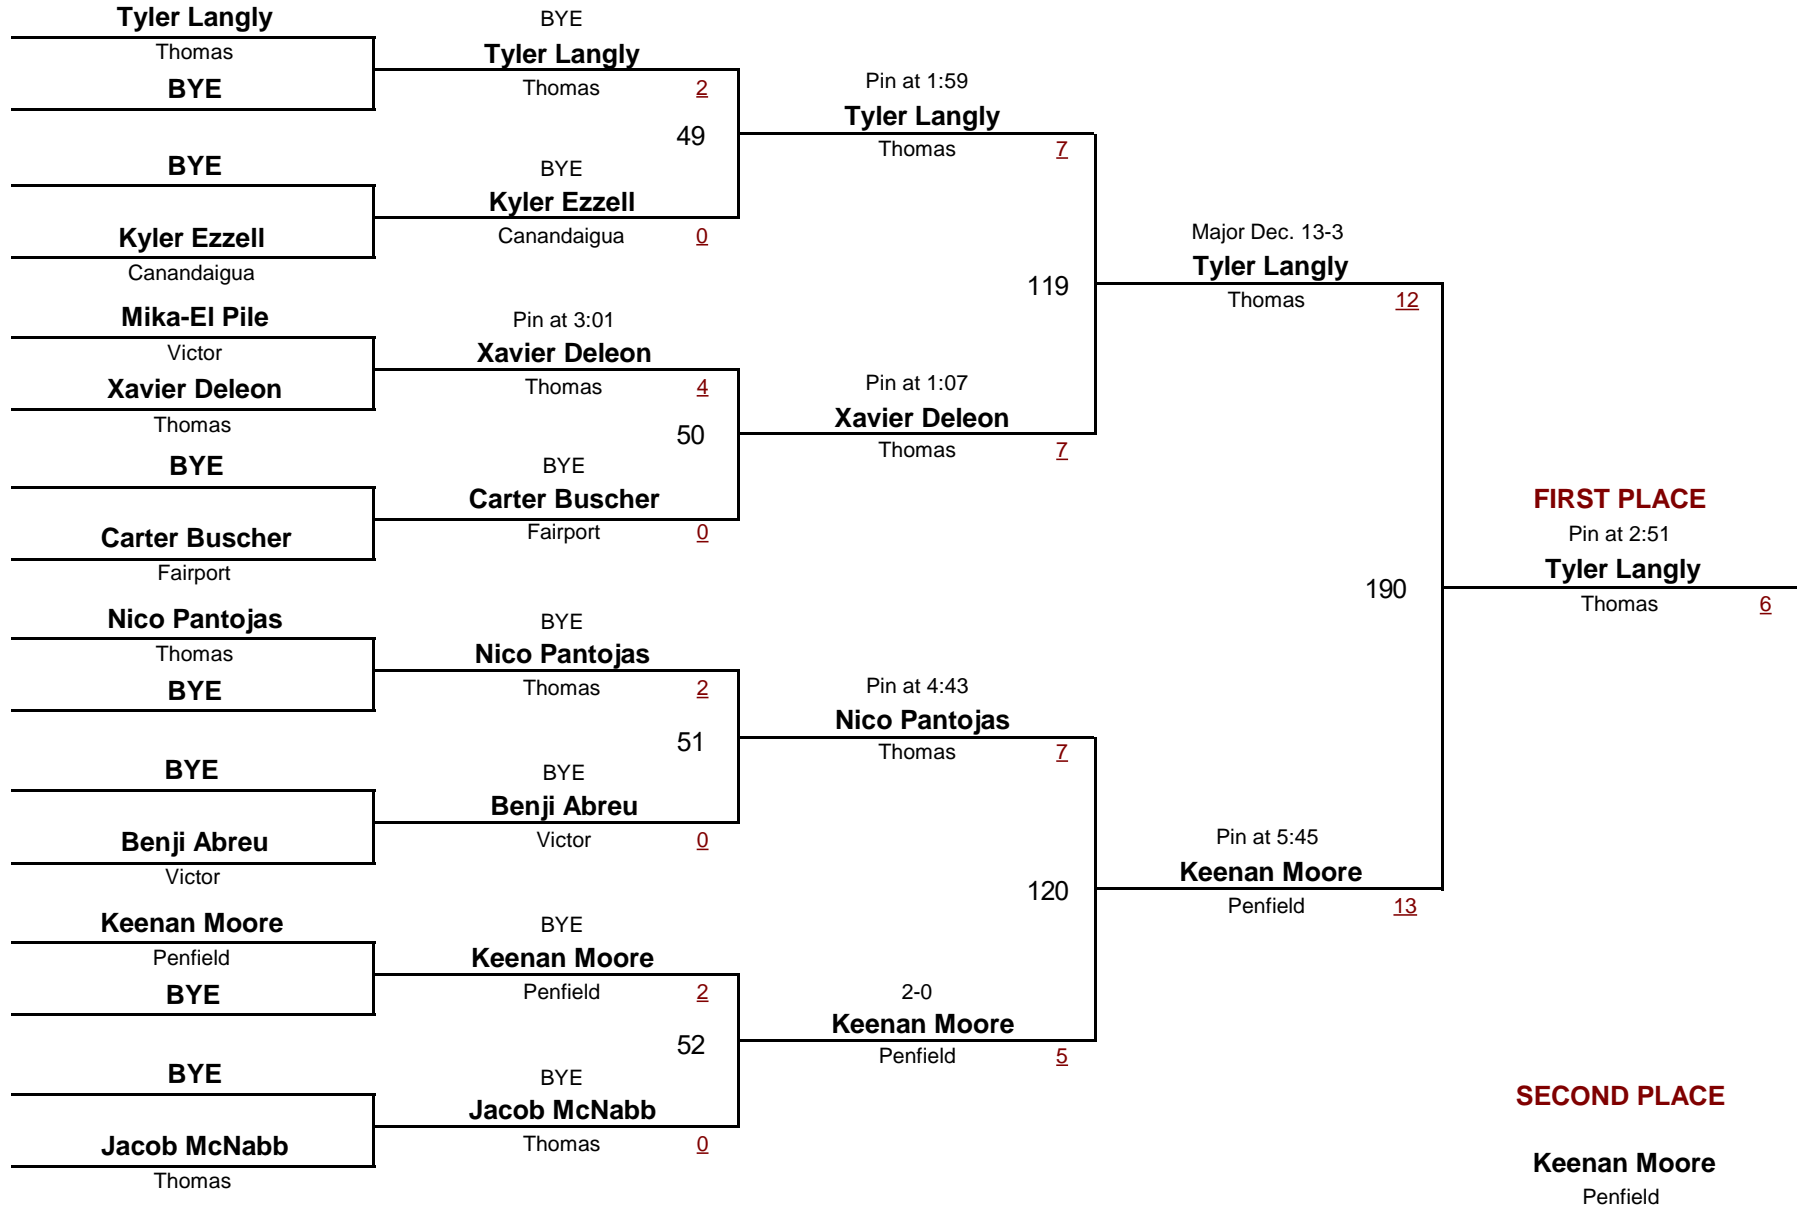 Tyler Langly
Thomas
BYE
BYE
Kyler Ezzell
Canandaigua
Mika-El Pile
Victor
Xavier Deleon
Thomas
BYE
Carter Buscher
Fairport
Nico Pantojas
Thomas
BYE
BYE
Benji Abreu
Victor
Keenan Moore
Penfield
BYE
BYE
Jacob McNabb
Thomas
BYE
Tyler Langly
Thomas 2
49
BYE
Kyler Ezzell
Canandaigua 0
Pin at 3:01
Xavier Deleon
Thomas 4
50
BYE
Carter Buscher
Fairport 0
BYE
Nico Pantojas
Thomas 2
51
BYE
Benji Abreu
Victor 0
BYE
Keenan Moore
Penfield 2
52
BYE
Jacob McNabb
Thomas 0
Pin at 1:59
Tyler Langly
Thomas 7
119
Pin at 1:07
Xavier Deleon
Thomas 7
Pin at 4:43
Nico Pantojas
Thomas 7
120
2-0
Keenan Moore
Penfield 5
Major Dec. 13-3
Tyler Langly
Thomas 12
190
Pin at 5:45
Keenan Moore
Penfield 13
FIRST PLACE
Pin at 2:51
Tyler Langly
Thomas 6
SECOND PLACE
Keenan Moore
Penfield